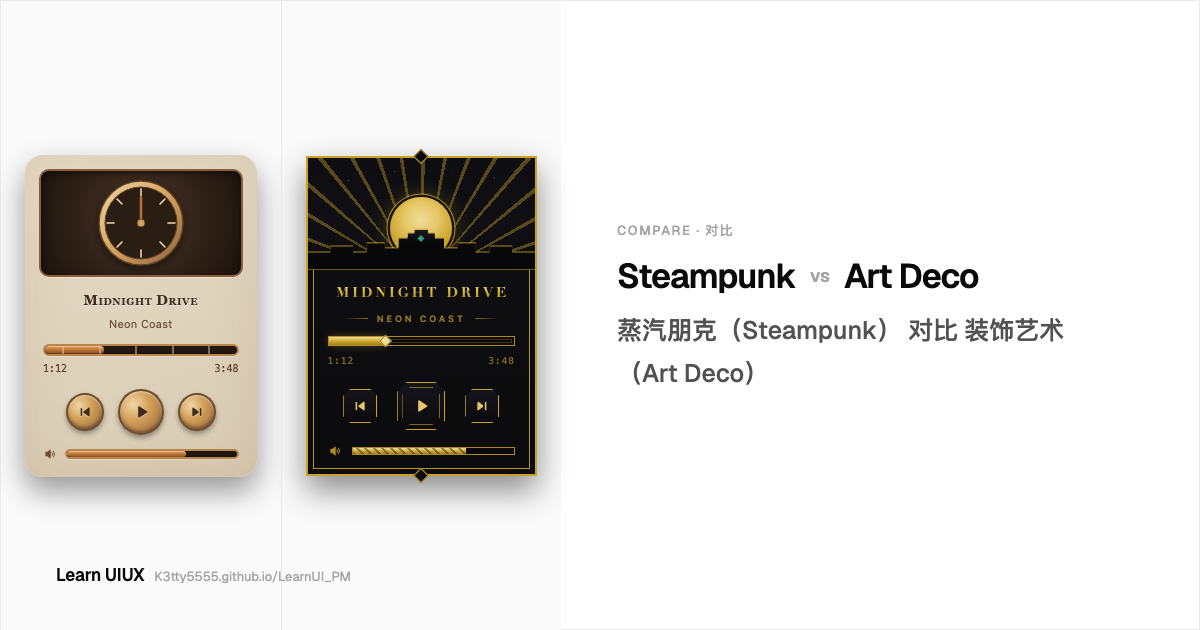 Midnight Drive
Neon Coast
1:12 3:48
MIDNIGHT DRIVE
NEON COAST
1:12 3:48
COMPARE · 对比
Steampunk vs Art Deco
蒸汽朋克（Steampunk） 对比 装饰艺术
（Art Deco）
Learn UIUX K3tty5555.github.io/LearnUI_PM